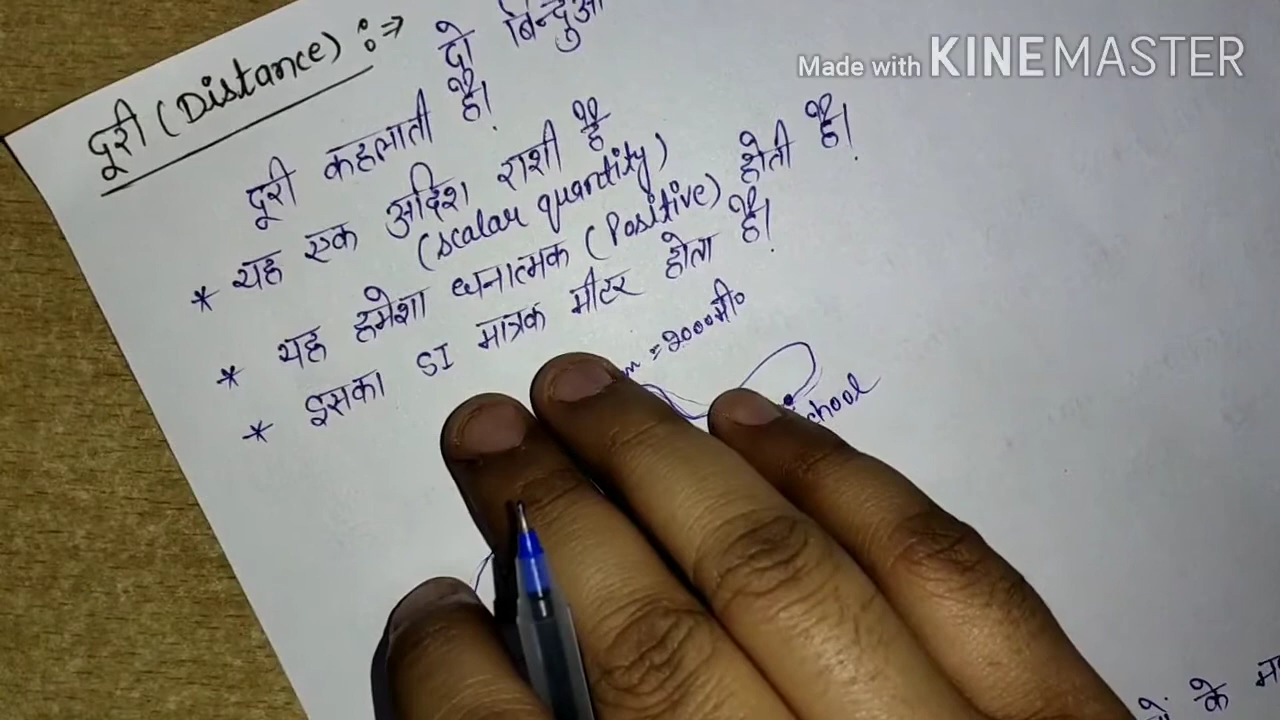 Made with KINEMASTER
दूरी (Distance) :⇒
दो बिन्दुओ
दूरी कहलाती है।
* यह एक अदिश राशी है
(scalar quantity)
* यह हमेशा धनात्मक (Positive) होती है।
* इसका SI मात्रक मीटर होता है।
m = 2000मी०
chool
के